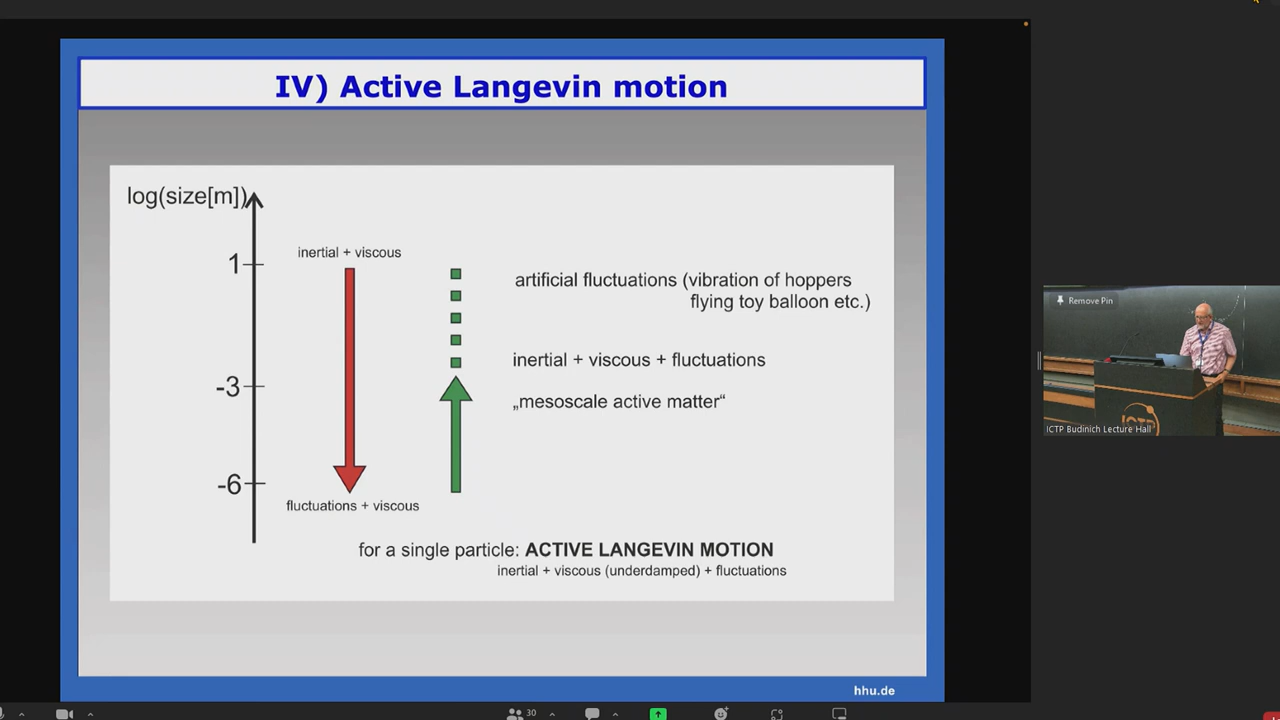 IV) Active Langevin motion
log(size[m])
1
-3
-6
inertial + viscous
fluctuations + viscous
artificial fluctuations (vibration of hoppers
flying toy balloon etc.)
inertial + viscous + fluctuations
„mesoscale active matter“
for a single particle: ACTIVE LANGEVIN MOTION
inertial + viscous (underdamped) + fluctuations
hhu.de
Remove Pin
ICTP
ICTP Budinich Lecture Hall
30